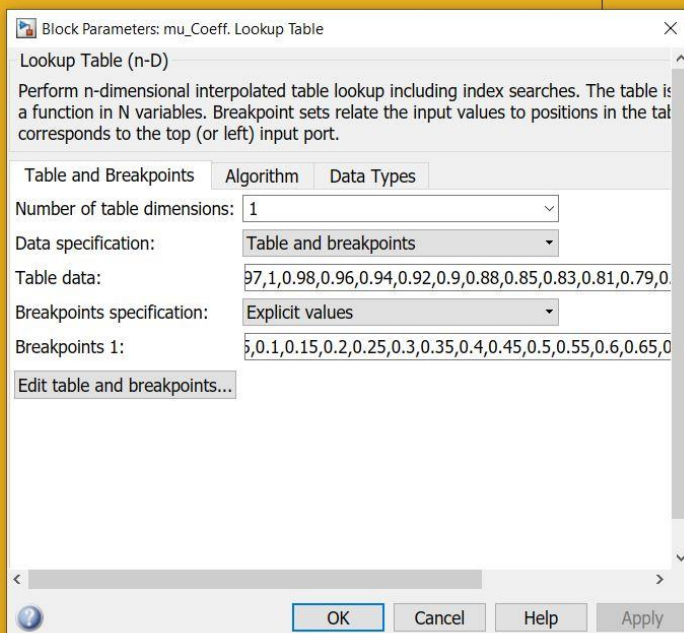 Block Parameters: mu_Coeff. Lookup Table
Lookup Table (n-D)
Perform n-dimensional interpolated table lookup including index searches. The table is
a function in N variables. Breakpoint sets relate the input values to positions in the tab
corresponds to the top (or left) input port.
Table and Breakpoints Algorithm Data Types
Number of table dimensions: 1
Data specification: Table and breakpoints
Table data: 97,1,0.98,0.96,0.94,0.92,0.9,0.88,0.85,0.83,0.81,0.79,0.
Breakpoints specification: Explicit values
Breakpoints 1: 5,0.1,0.15,0.2,0.25,0.3,0.35,0.4,0.45,0.5,0.55,0.6,0.65,0
Edit table and breakpoints...
OK Cancel Help Apply